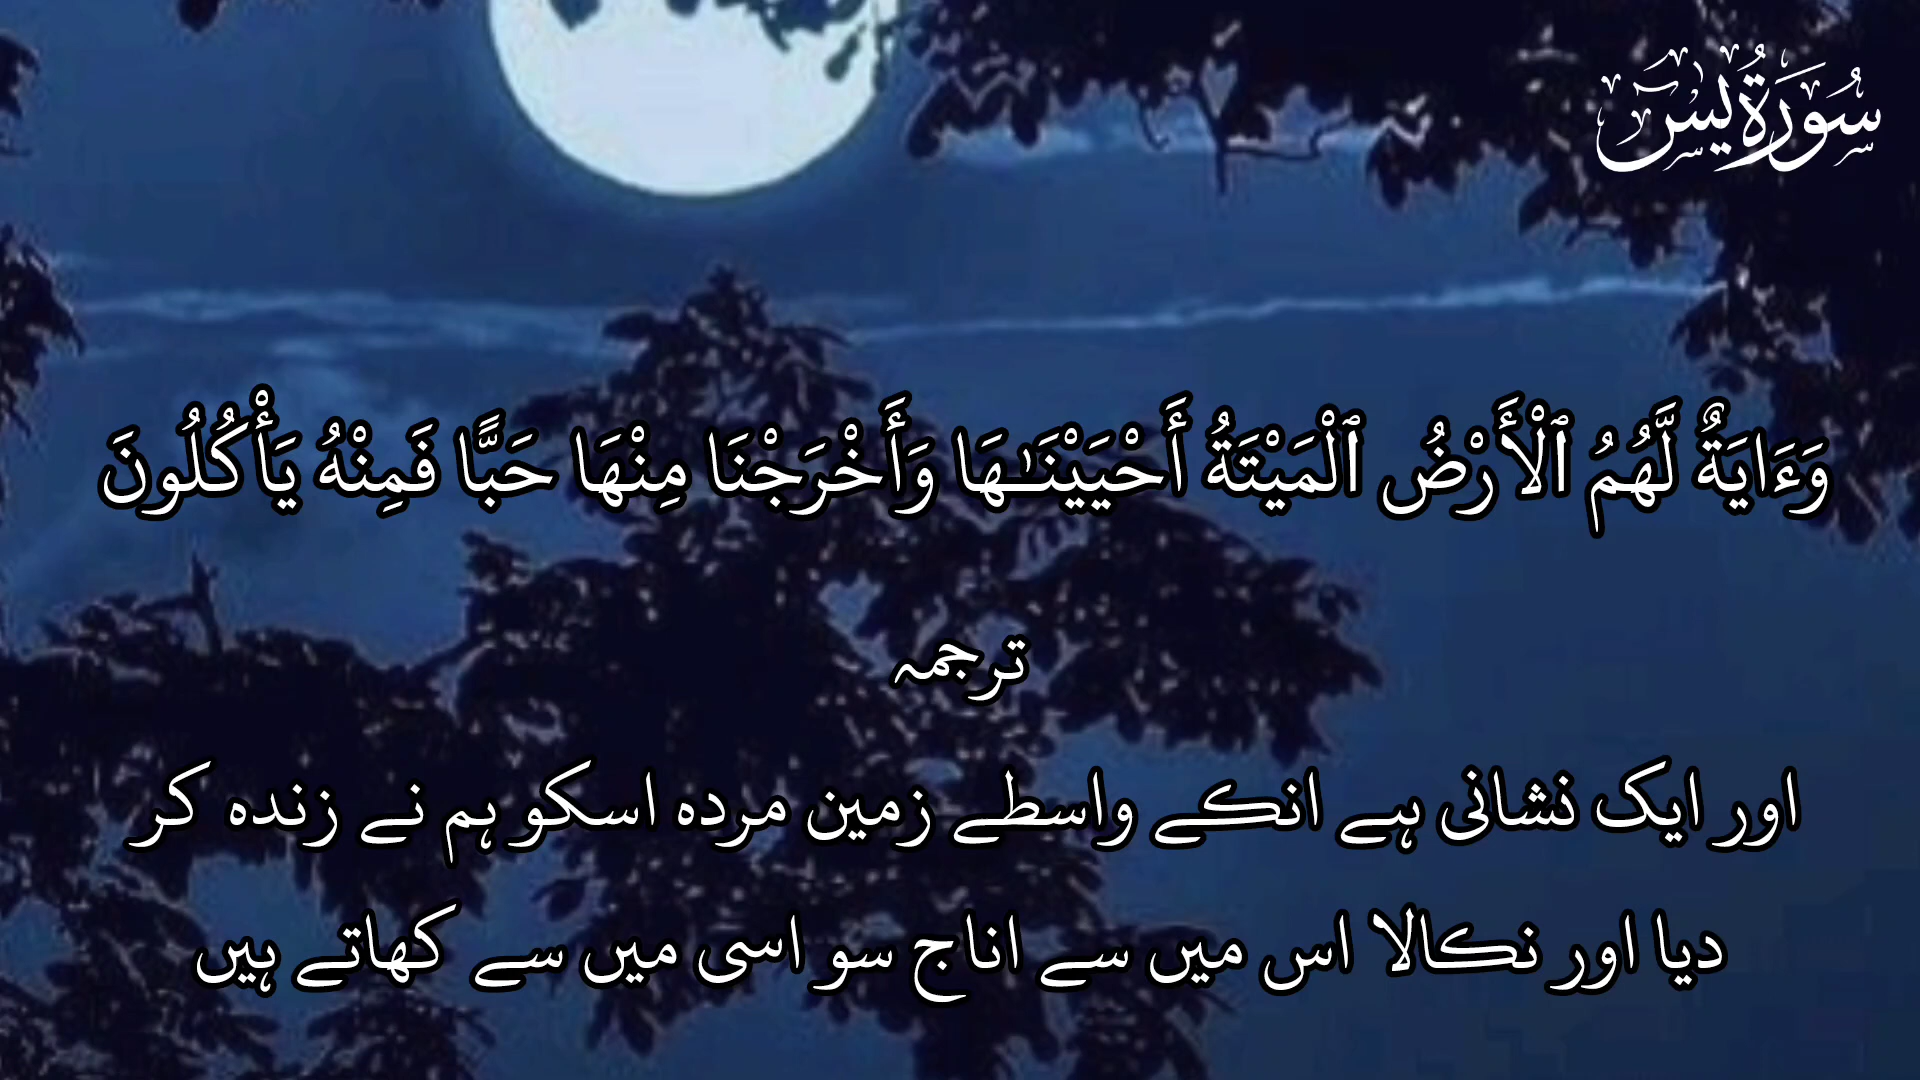 سُورَةُ يسٓ
وَءَايَةٌ لَّهُمُ ٱلْأَرْضُ ٱلْمَيْتَةُ أَحْيَيْنَـٰهَا وَأَخْرَجْنَا مِنْهَا حَبًّا فَمِنْهُ يَأْكُلُونَ
ترجمہ
اور ایک نشانی ہے انکے واسطے زمین مردہ اسکو ہم نے زندہ کر
دیا اور نکالا اس میں سے اناج سو اسی میں سے کھاتے ہیں